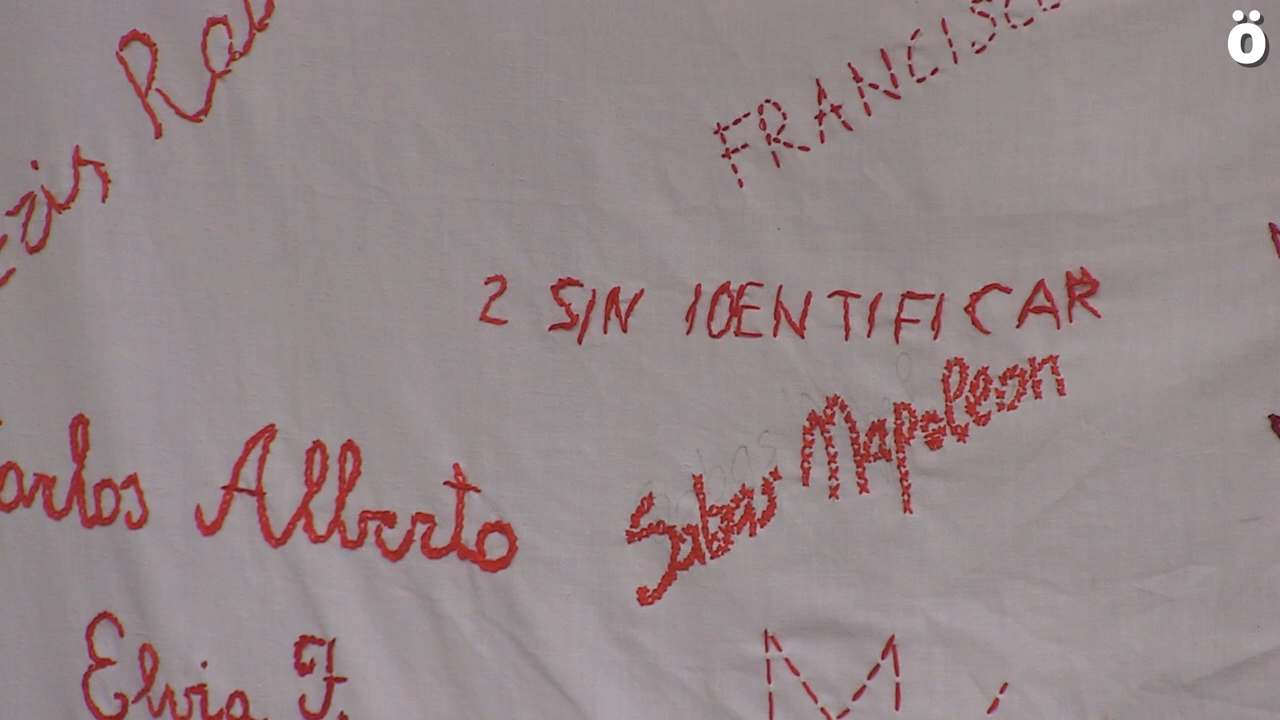 ö
FRANCISCO
2 SIN IDENTIFICAR
Carlos Alberto
Sabas Napoleon
Elvia F.
M